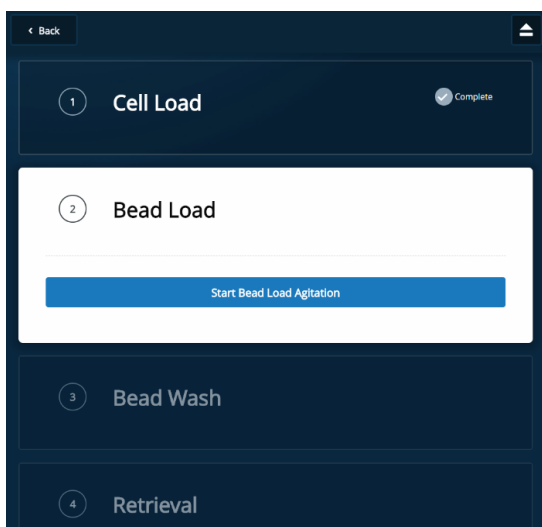 ‹ Back
1 Cell Load
Complete
2 Bead Load
Start Bead Load Agitation
3 Bead Wash
4 Retrieval